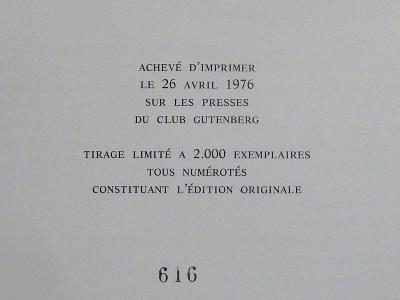 ACHEVÉ D'IMPRIMER
LE 26 AVRIL 1976
SUR LES PRESSES
DU CLUB GUTENBERG
TIRAGE LIMITÉ A 2.000 EXEMPLAIRES
TOUS NUMÉROTÉS
CONSTITUANT L'ÉDITION ORIGINALE
616